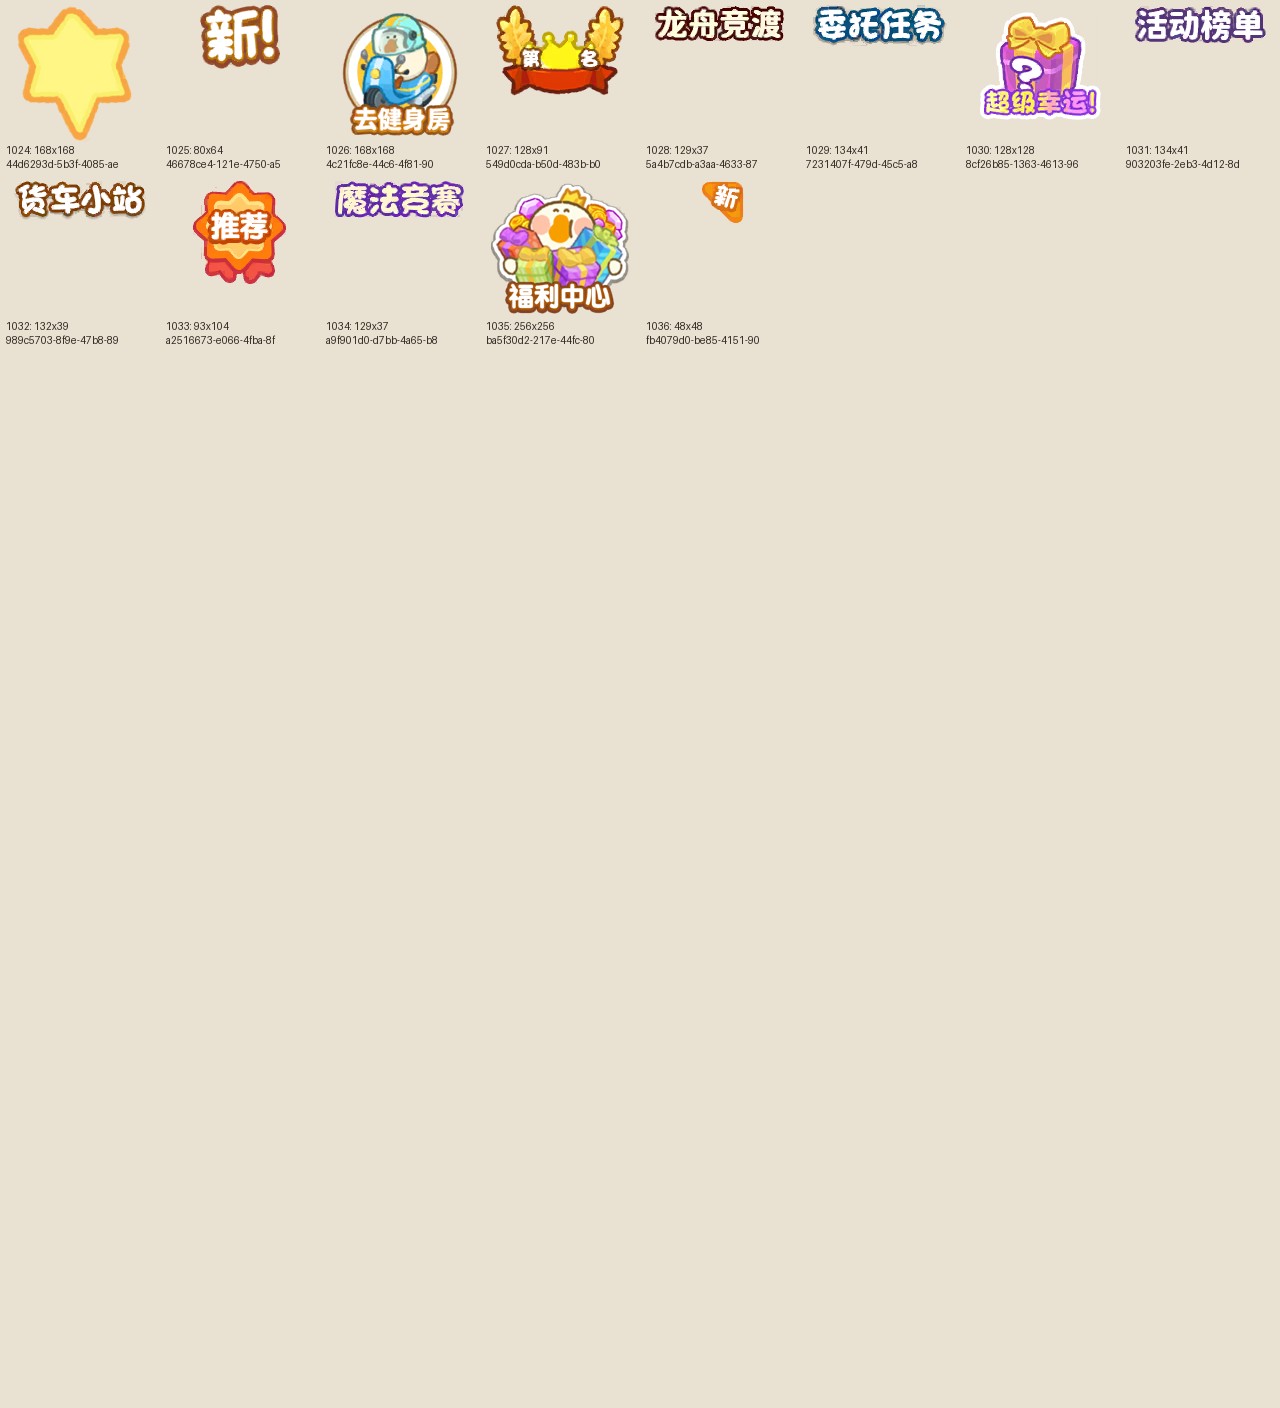 新!
去健身房
第 名
龙舟竞渡
委托任务
?
超级幸运!
活动榜单
1024: 168x168
44d6293d-5b3f-4085-ae
1025: 80x64
46678ce4-121e-4750-a5
1026: 168x168
4c21fc8e-44c6-4f81-90
1027: 128x91
549d0cda-b50d-483b-b0
1028: 129x37
5a4b7cdb-a3aa-4633-87
1029: 134x41
7231407f-479d-45c5-a8
1030: 128x128
8cf26b85-1363-4613-96
1031: 134x41
903203fe-2eb3-4d12-8d
货车小站
推荐
魔法竞赛
福利中心
新
1032: 132x39
989c5703-8f9e-47b8-89
1033: 93x104
a2516673-e066-4fba-8f
1034: 129x37
a9f901d0-d7bb-4a65-b8
1035: 256x256
ba5f30d2-217e-44fc-80
1036: 48x48
fb4079d0-be85-4151-90